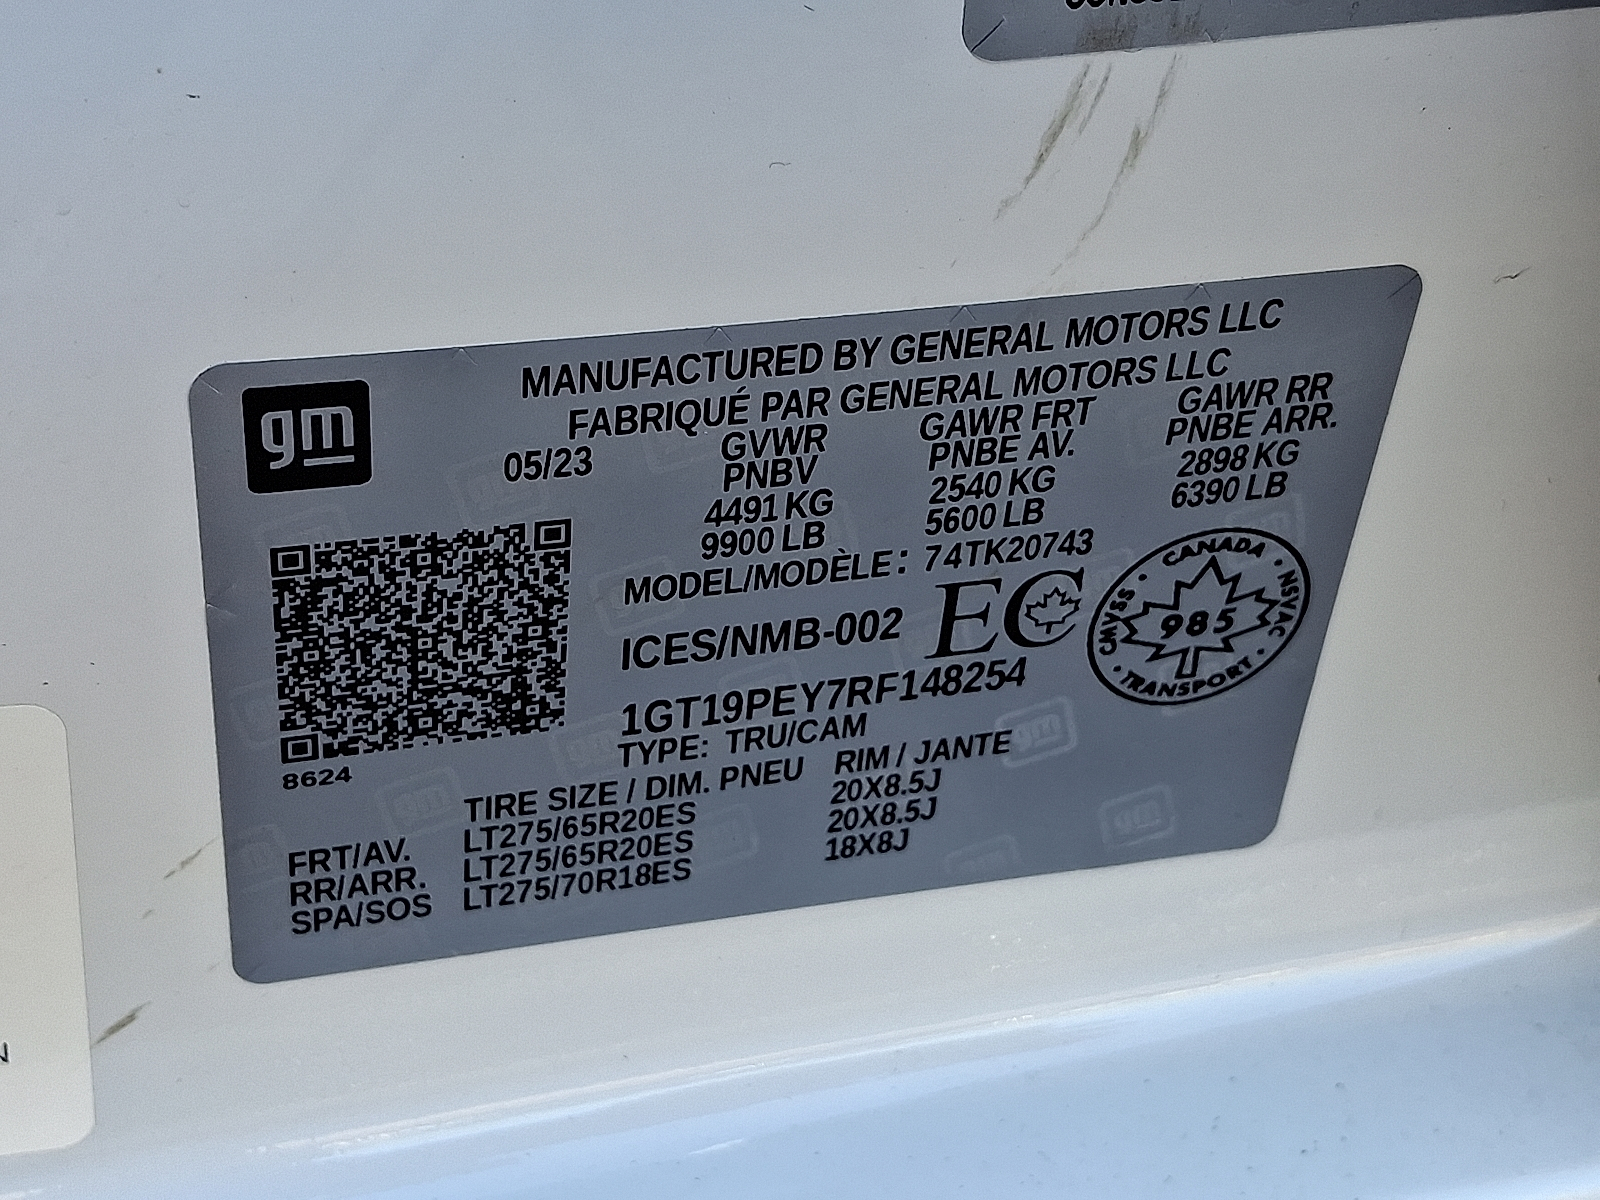 MANUFACTURED BY GENERAL MOTORS LLC
FABRIQUÉ PAR GENERAL MOTORS LLC
gm
05/23
GVWR
PNBV
4491 KG
9900 LB
GAWR FRT
PNBE AV.
2540 KG
5600 LB
GAWR RR
PNBE ARR.
2898 KG
6390 LB
MODEL/MODÈLE: 74TK20743
ICES/NMB-002 EC
CANADA
CMVSS 985 NSVAC
TRANSPORT
1GT19PEY7RF148254
TYPE: TRU/CAM
8624
TIRE SIZE / DIM. PNEU RIM / JANTE
FRT/AV. LT275/65R20ES 20X8.5J
RR/ARR. LT275/65R20ES 20X8.5J
SPA/SOS LT275/70R18ES 18X8J
N